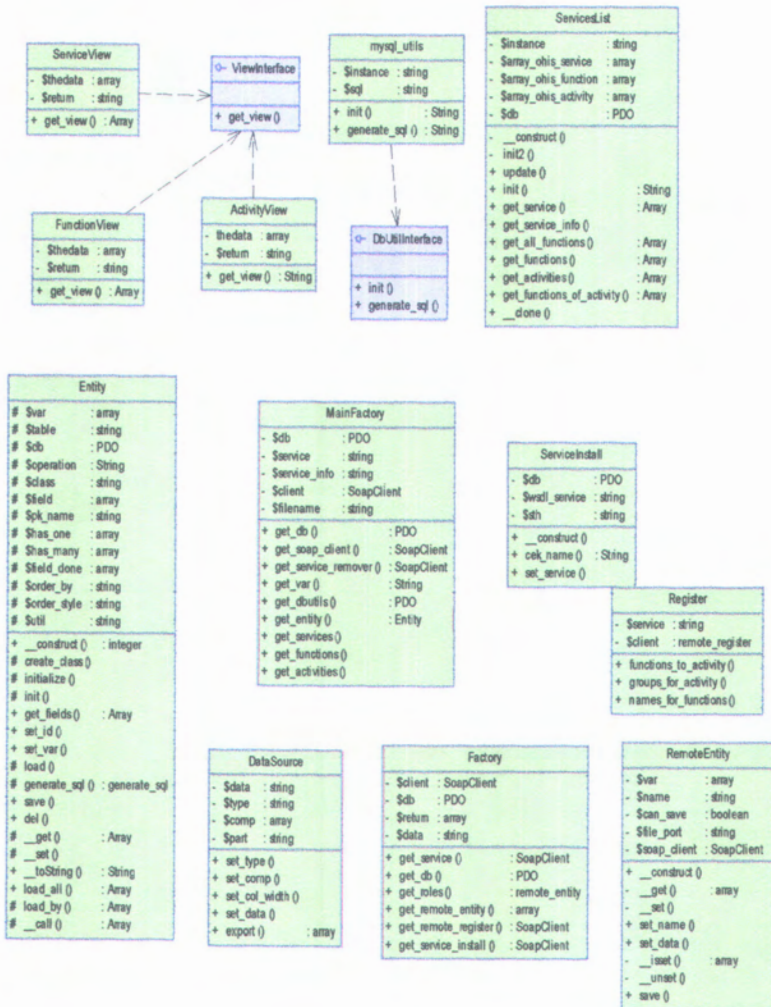 ServiceView
- $thedata : array
- $return : string
+ get_view () : Array
ViewInterface
+ get_view ()
mysql_utils
- $instance : string
- $sql : string
+ init () : String
+ generate_sql () : String
ServicesList
- $instance : string
- $array_ohis_service : array
- $array_ohis_function : array
- $array_ohis_activity : array
- $db : PDO
- __construct ()
- init2 ()
+ update ()
+ init () : String
+ get_service () : Array
+ get_service_info ()
+ get_all_functions () : Array
+ get_functions () : Array
+ get_activities () : Array
+ get_functions_of_activity () : Array
+ __clone ()
FunctionView
- $thedata : array
- $return : string
+ get_view () : Array
ActivityView
- thedata : array
- $return : string
+ get_view () : String
DbUtilInterface
+ init ()
+ generate_sql ()
Entity
# $var : array
# $table : string
# $db : PDO
# $operation : String
# $class : string
# $field : array
# $pk_name : string
# $has_one : array
# $has_many : array
# $field_done : array
# $order_by : string
# $order_style : string
# $util : string
+ __construct () : integer
# create_class ()
# initialize ()
# init ()
+ get_fields () : Array
+ set_id ()
+ set_var ()
# load ()
# generate_sql () : generate_sql
+ save ()
+ del ()
# __get () : Array
# __set ()
+ __toString () : String
+ load_all () : Array
+ load_by () : Array
# __call () : Array
MainFactory
- $db : PDO
- $service : string
- $service_info : string
- $client : SoapClient
- $filename : string
+ get_db () : PDO
+ get_soap_client () : SoapClient
+ get_service_remover () : SoapClient
+ get_var () : String
+ get_dbutils () : PDO
+ get_entity () : Entity
+ get_services ()
+ get_functions ()
+ get_activities ()
ServiceInstall
- $db : PDO
- $wsdl_service : string
- $sth : string
+ __construct ()
+ cek_name () : String
+ set_service ()
Register
- $service : string
- $client : remote_register
+ functions_to_activity ()
+ groups_for_activity ()
+ names_for_functions ()
DataSource
- $data : string
- $type : string
- $comp : array
- $part : string
+ set_type ()
+ set_comp ()
+ set_col_width ()
+ set_data ()
+ export () : array
Factory
- $client : SoapClient
- $db : PDO
- $return : array
- $data : string
+ get_service () : SoapClient
+ get_db () : PDO
+ get_roles () : remote_entity
+ get_remote_entity () : array
+ get_remote_register () : SoapClient
+ get_service_install () : SoapClient
RemoteEntity
- $var : array
- $name : string
- $can_save : boolean
- $file_port : string
- $soap_client : SoapClient
+ __construct ()
- __get () : array
- __set ()
+ set_name ()
+ set_data ()
- __isset () : array
- __unset ()
+ save ()